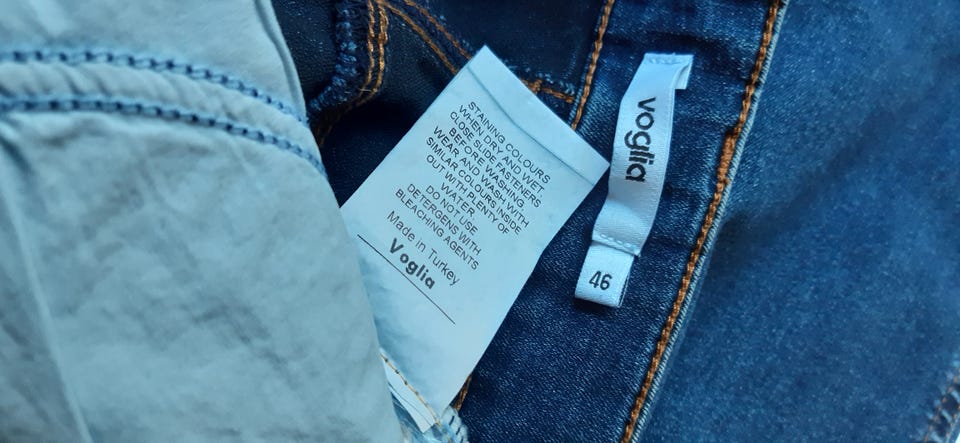 STAINING COLOURS
WHEN DRY AND WET
CLOSE SLIDE FASTENERS
BEFORE WASHING
WEAR AND WASH WITH
SIMILAR COLOURS INSIDE
OUT WITH PLENTY OF
WATER.
DO NOT USE
DETERGENS WITH
BLEACHING AGENTS
Made in Turkey
Voglia
voglia
46